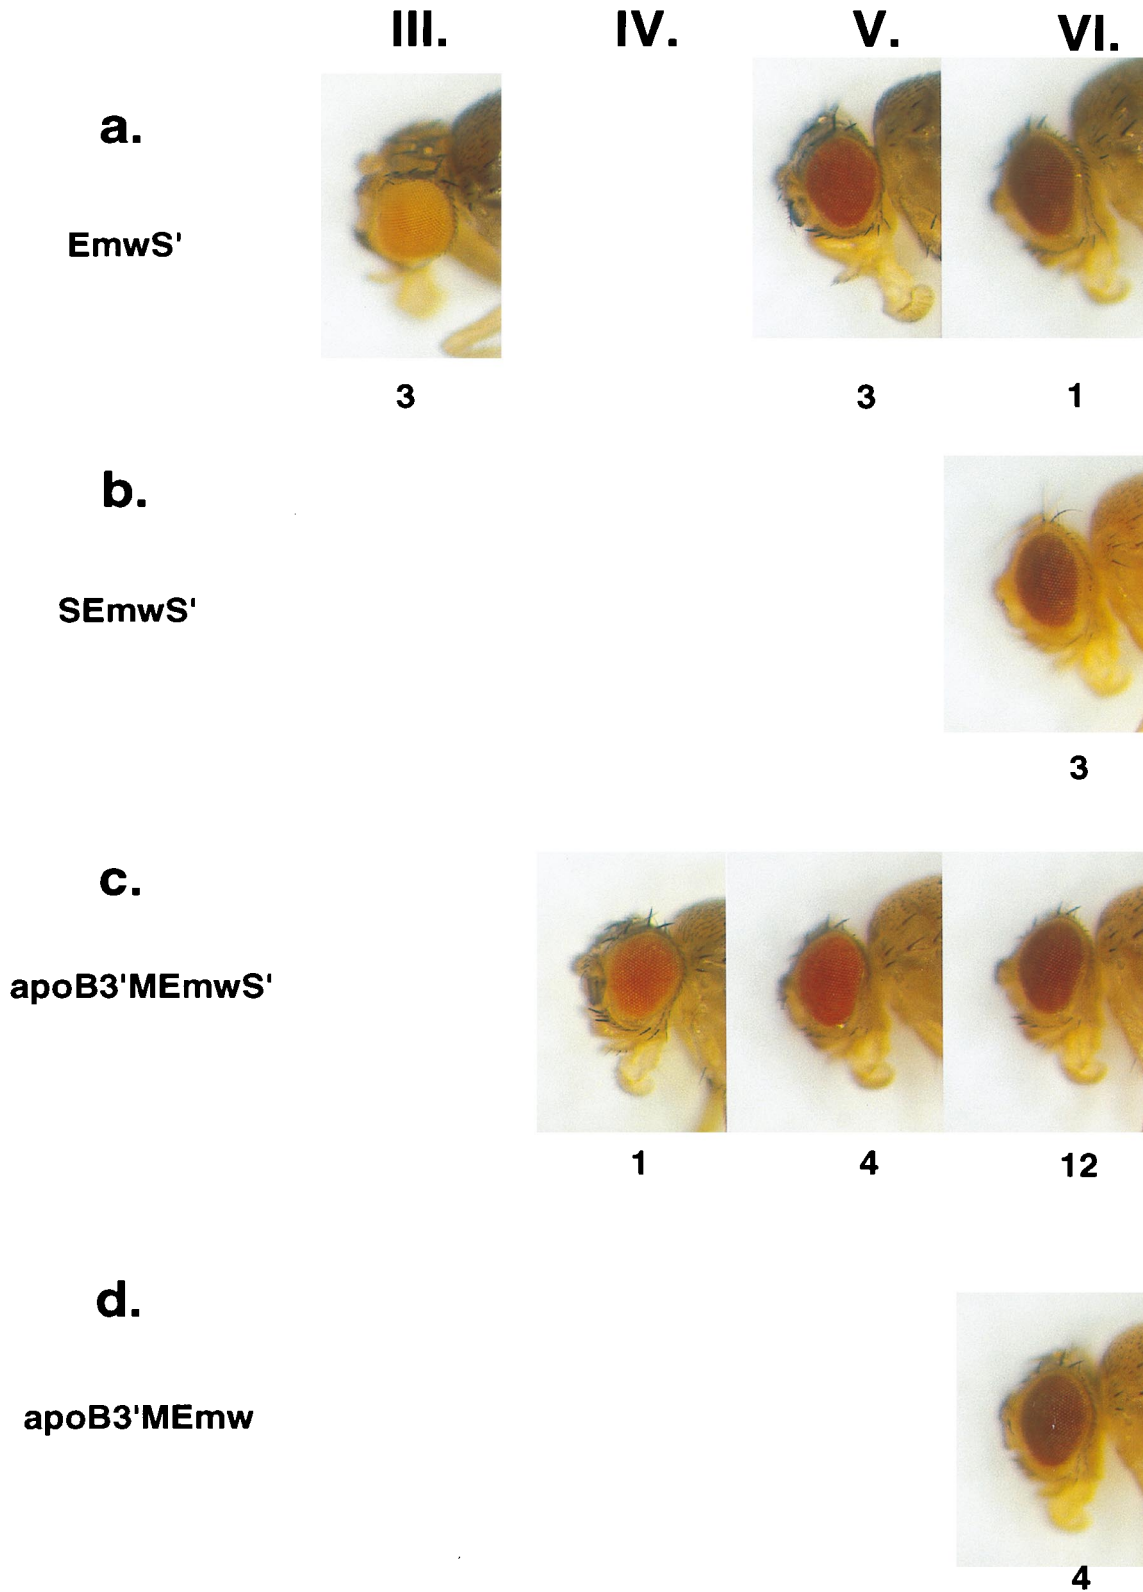 III. IV. V. VI.
a.
EmwS'
3 3 1
b.
SEmwS'
3
c.
apoB3'MEmwS'
1 4 12
d.
apoB3'MEmw
4